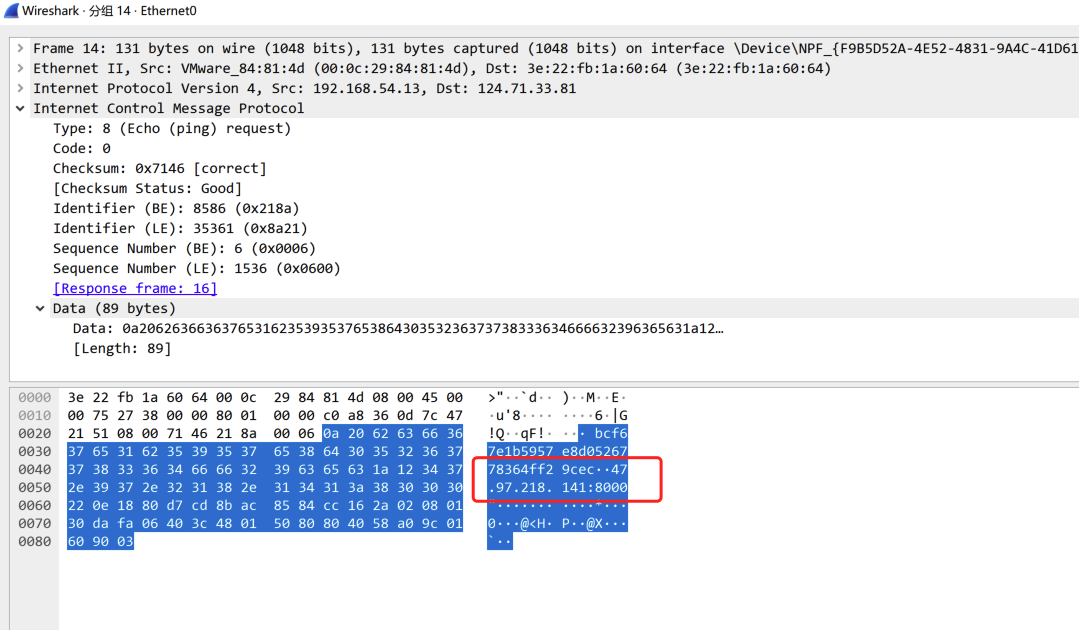 Wireshark · 分组 14 · Ethernet0
Frame 14: 131 bytes on wire (1048 bits), 131 bytes captured (1048 bits) on interface \Device\NPF_{F9B5D52A-4E52-4831-9A4C-41D61
Ethernet II, Src: VMware_84:81:4d (00:0c:29:84:81:4d), Dst: 3e:22:fb:1a:60:64 (3e:22:fb:1a:60:64)
Internet Protocol Version 4, Src: 192.168.54.13, Dst: 124.71.33.81
Internet Control Message Protocol
Type: 8 (Echo (ping) request)
Code: 0
Checksum: 0x7146 [correct]
[Checksum Status: Good]
Identifier (BE): 8586 (0x218a)
Identifier (LE): 35361 (0x8a21)
Sequence Number (BE): 6 (0x0006)
Sequence Number (LE): 1536 (0x0600)
[Response frame: 16]
Data (89 bytes)
Data: 0a2062636636376531623539353765386430353236373738333634666632396365631a12…
[Length: 89]
0000 3e 22 fb 1a 60 64 00 0c 29 84 81 4d 08 00 45 00 >"··`d·· )··M··E·
0010 00 75 27 38 00 00 80 01 00 00 c0 a8 36 0d 7c 47 ·u'8···· ····6·|G
0020 21 51 08 00 71 46 21 8a 00 06 0a 20 62 63 66 36 !Q··qF!· ··· bcf6
0030 37 65 31 62 35 39 35 37 65 38 64 30 35 32 36 37 7e1b5957 e8d05267
0040 37 38 33 36 34 66 66 32 39 63 65 63 1a 12 34 37 78364ff2 9cec··47
0050 2e 39 37 2e 32 31 38 2e 31 34 31 3a 38 30 30 30 .97.218. 141:8000
0060 22 0e 18 80 d7 cd 8b ac 85 84 cc 16 2a 02 08 01 "······· ····*···
0070 30 da fa 06 40 3c 48 01 50 80 80 40 58 a0 9c 01 0···@<H· P··@X···
0080 60 90 03 `··